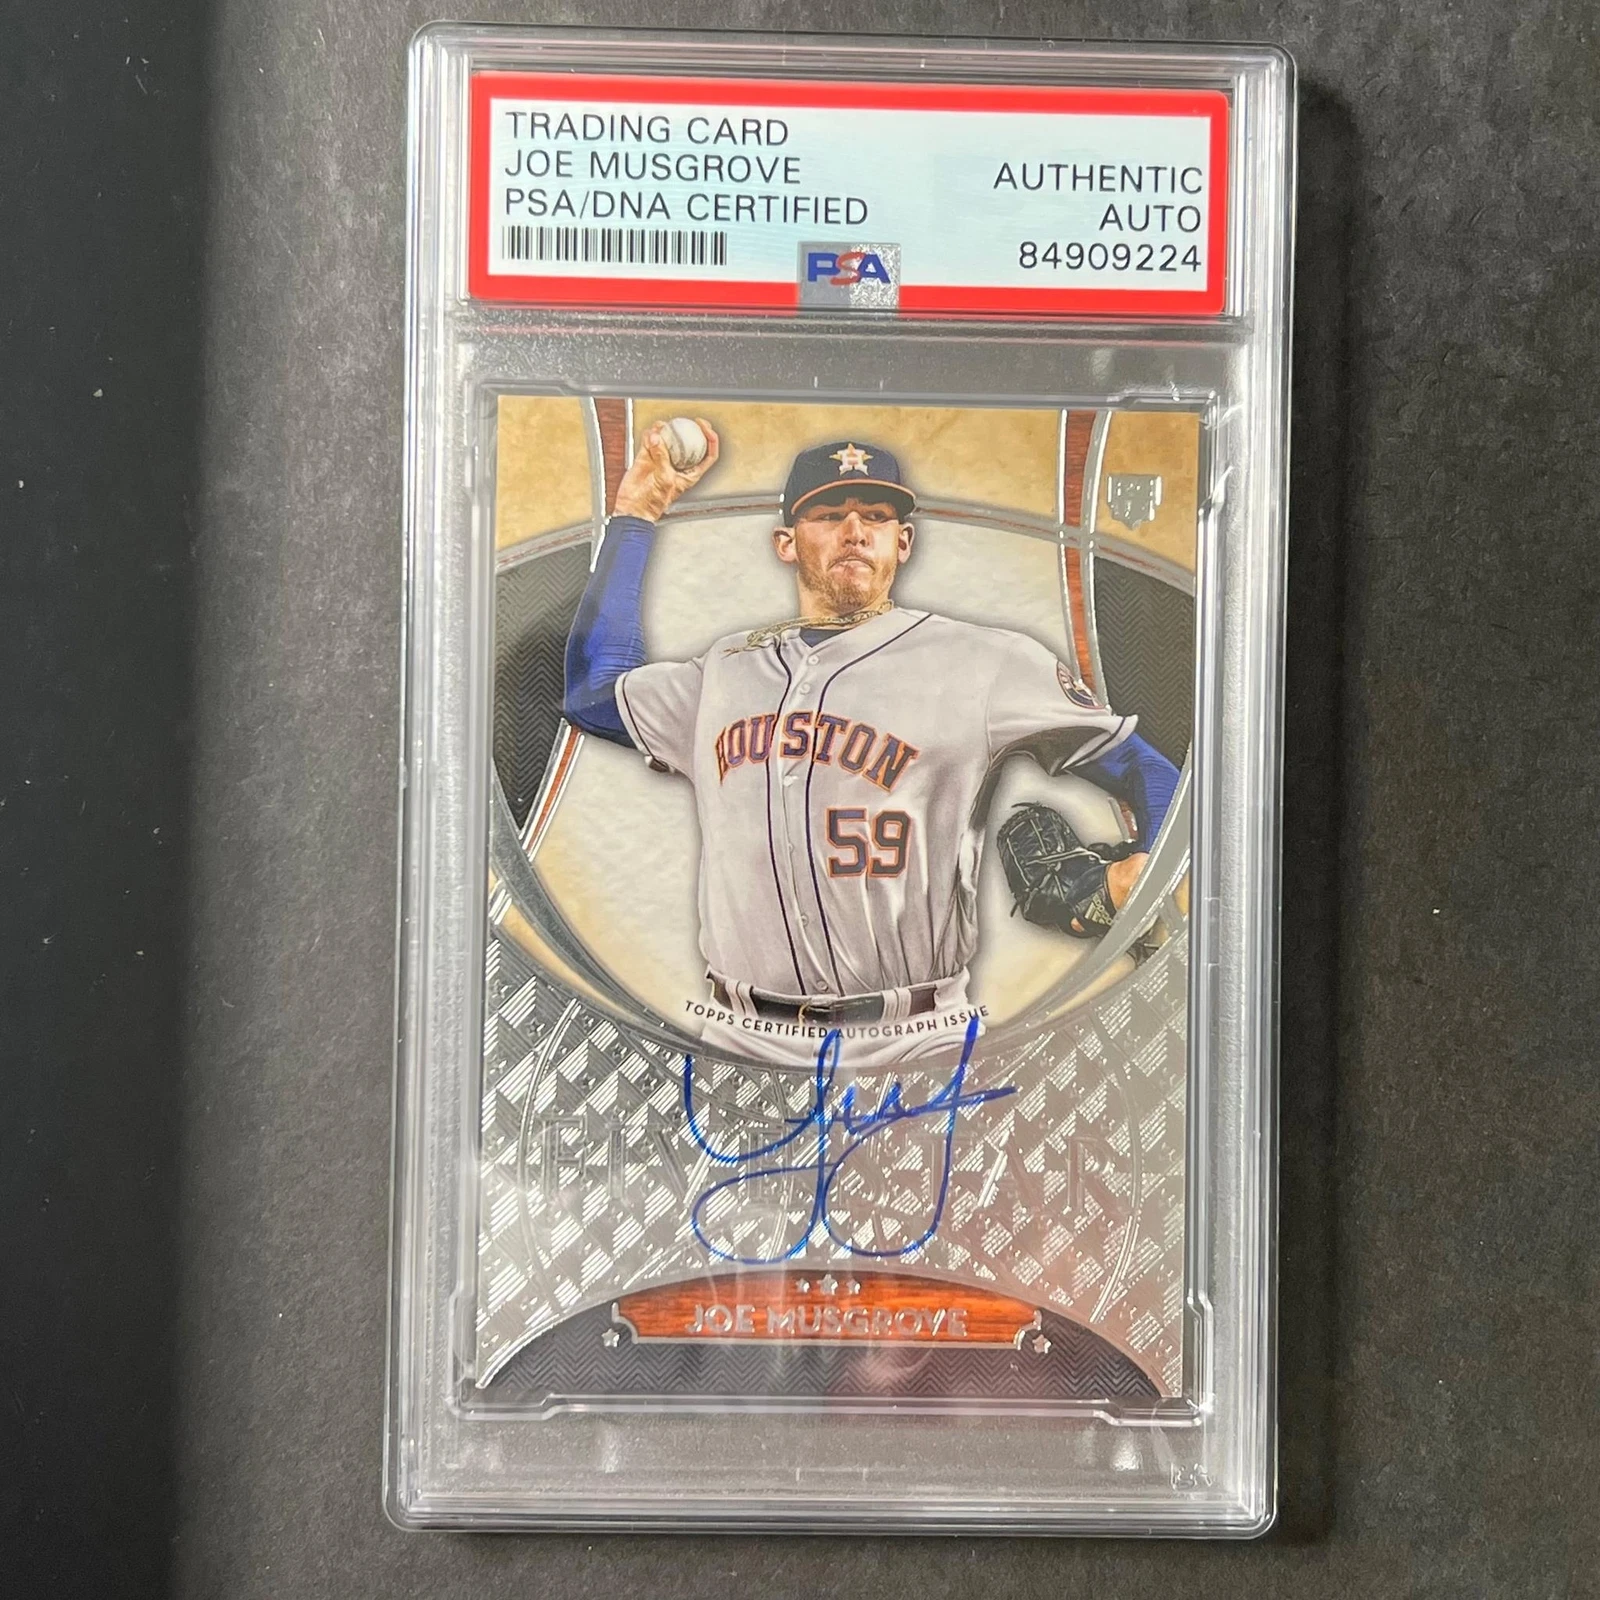 TRADING CARD
JOE MUSGROVE
PSA/DNA CERTIFIED
AUTHENTIC
AUTO
84909224
PSA
H
HOUSTON
59
TOPPS CERTIFIED AUTOGRAPH ISSUE
FIVE STAR
JOE MUSGROVE